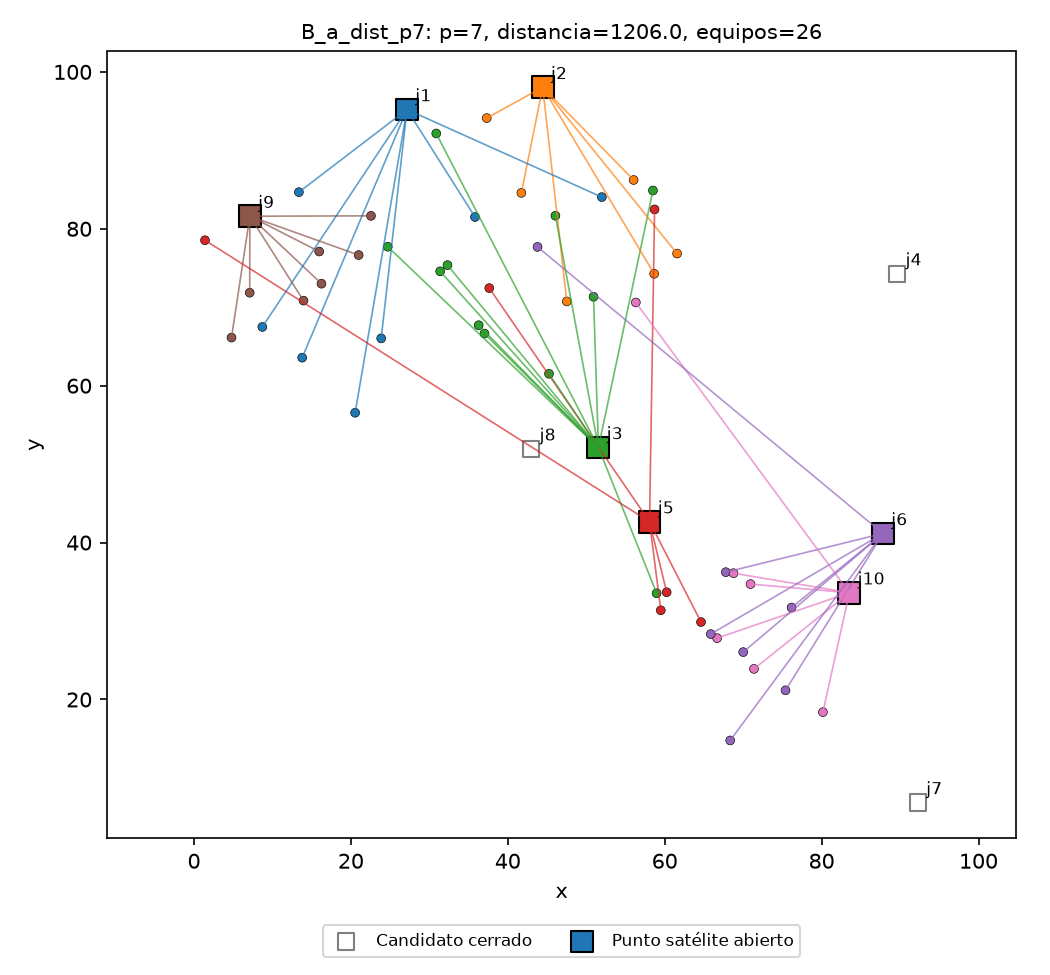 B_a_dist_p7: p=7, distancia=1206.0, equipos=26
100
80
60
40
20
y
j2
j1
j9
j4
j3
j8
j5
j6
j10
j7
0
20
40
60
80
100
x
Candidato cerrado
Punto satélite abierto